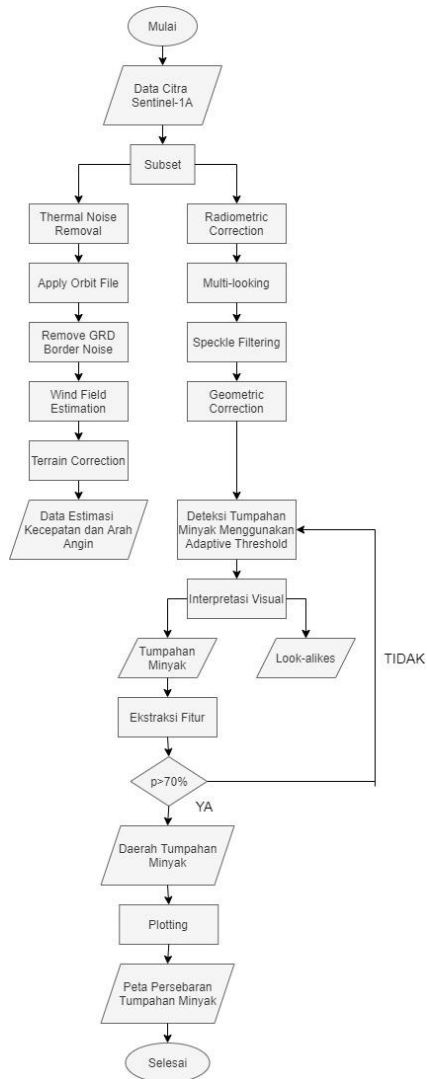 Mulai
Data Citra
Sentinel-1A
Subset
Thermal Noise
Removal
Apply Orbit File
Remove GRD
Border Noise
Wind Field
Estimation
Terrain Correction
Data Estimasi
Kecepatan dan Arah
Angin
Radiometric
Correction
Multi-looking
Speckle Filtering
Geometric
Correction
Deteksi Tumpahan
Minyak Menggunakan
Adaptive Threshold
Interpretasi Visual
Tumpahan
Minyak
Look-alikes
TIDAK
Ekstraksi Fitur
p>70%
YA
Daerah Tumpahan
Minyak
Plotting
Peta Persebaran
Tumpahan Minyak
Selesai